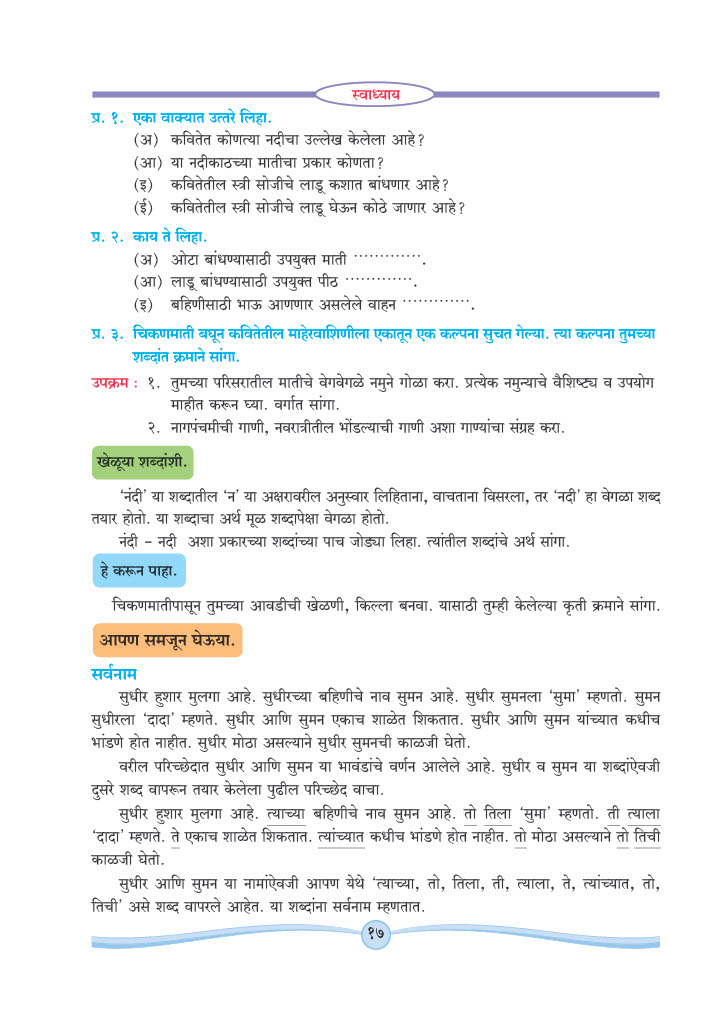 स्वाध्याय
प्र. १. एका वाक्यात उत्तरे लिहा.
(अ) कवितेत कोणत्या नदीचा उल्लेख केलेला आहे?
(आ) या नदीकाठच्या मातीचा प्रकार कोणता?
(इ) कवितेतील स्त्री सोजीचे लाडू कशात बांधणार आहे?
(ई) कवितेतील स्त्री सोजीचे लाडू घेऊन कोठे जाणार आहे?
प्र. २. काय ते लिहा.
(अ) ओटा बांधण्यासाठी उपयुक्त माती ..............
(आ) लाडू बांधण्यासाठी उपयुक्त पीठ ..............
(इ) बहिणीसाठी भाऊ आणणार असलेले वाहन ..............
प्र. ३. चिकणमाती बघून कवितेतील माहेरवाशिणीला एकातून एक कल्पना सुचत गेल्या. त्या कल्पना तुमच्या
शब्दांत क्रमाने सांगा.
उपक्रम : १. तुमच्या परिसरातील मातीचे वेगवेगळे नमुने गोळा करा. प्रत्येक नमुन्याचे वैशिष्ट्य व उपयोग
माहीत करून घ्या. वर्गात सांगा.
२. नागपंचमीची गाणी, नवरात्रीतील भोंडल्याची गाणी अशा गाण्यांचा संग्रह करा.
खेळूया शब्दांशी.
‘नंदी’ या शब्दातील ‘न’ या अक्षरावरील अनुस्वार लिहिताना, वाचताना विसरला, तर ‘नदी’ हा वेगळा शब्द
तयार होतो. या शब्दाचा अर्थ मूळ शब्दापेक्षा वेगळा होतो.
नंदी – नदी अशा प्रकारच्या शब्दांच्या पाच जोड्या लिहा. त्यांतील शब्दांचे अर्थ सांगा.
हे करून पाहा.
चिकणमातीपासून तुमच्या आवडीची खेळणी, किल्ला बनवा. यासाठी तुम्ही केलेल्या कृती क्रमाने सांगा.
आपण समजून घेऊया.
सर्वनाम
सुधीर हुशार मुलगा आहे. सुधीरच्या बहिणीचे नाव सुमन आहे. सुधीर सुमनला ‘सुमा’ म्हणतो. सुमन
सुधीरला ‘दादा’ म्हणते. सुधीर आणि सुमन एकाच शाळेत शिकतात. सुधीर आणि सुमन यांच्यात कधीच
भांडणे होत नाहीत. सुधीर मोठा असल्याने सुधीर सुमनची काळजी घेतो.
वरील परिच्छेदात सुधीर आणि सुमन या भावंडांचे वर्णन आलेले आहे. सुधीर व सुमन या शब्दांऐवजी
दुसरे शब्द वापरून तयार केलेला पुढील परिच्छेद वाचा.
सुधीर हुशार मुलगा आहे. त्याच्या बहिणीचे नाव सुमन आहे. तो तिला ‘सुमा’ म्हणतो. ती त्याला
‘दादा’ म्हणते. ते एकाच शाळेत शिकतात. त्यांच्यात कधीच भांडणे होत नाहीत. तो मोठा असल्याने तो तिची
काळजी घेतो.
सुधीर आणि सुमन या नामांऐवजी आपण येथे ‘त्याच्या, तो, तिला, ती, त्याला, ते, त्यांच्यात, तो,
तिची’ असे शब्द वापरले आहेत. या शब्दांना सर्वनाम म्हणतात.
१७